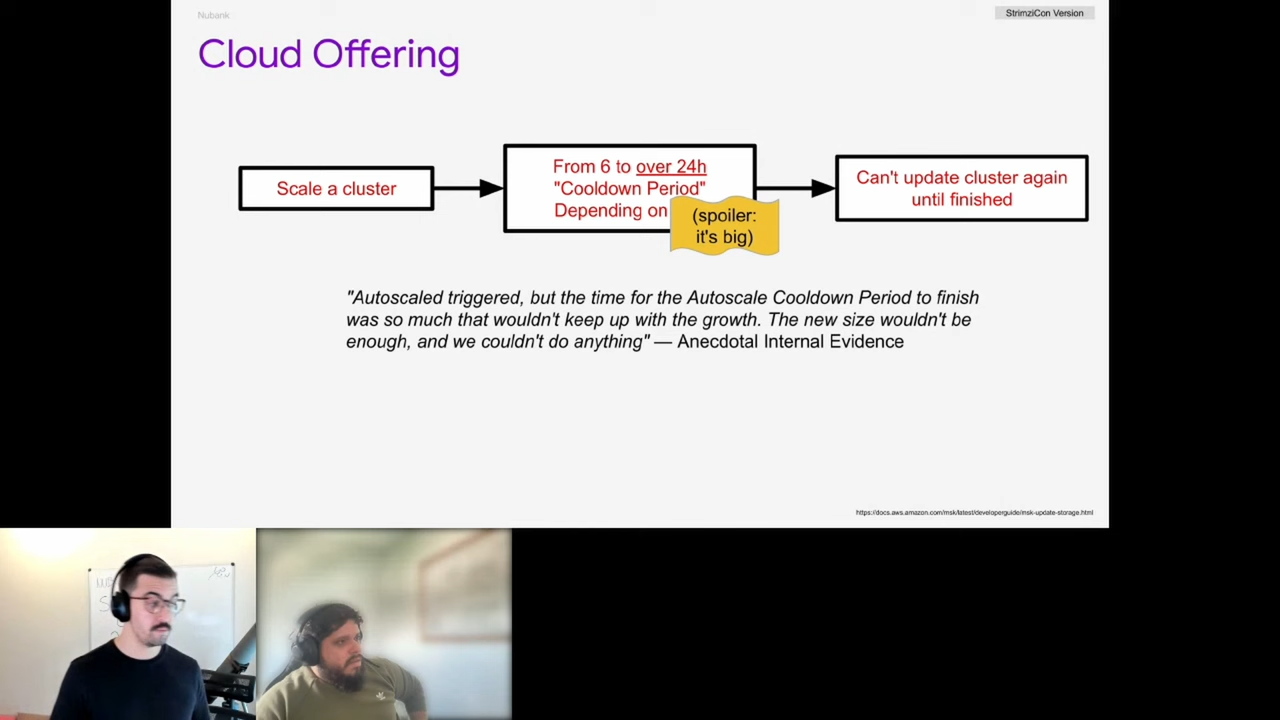 Nubank
StrimziCon Version
Cloud Offering
Scale a cluster
From 6 to over 24h
"Cooldown Period"
Depending on
(spoiler:
it's big)
Can't update cluster again
until finished
"Autoscaled triggered, but the time for the Autoscale Cooldown Period to finish
was so much that wouldn't keep up with the growth. The new size wouldn't be
enough, and we couldn't do anything" — Anecdotal Internal Evidence
https://docs.aws.amazon.com/msk/latest/developerguide/msk-update-storage.html